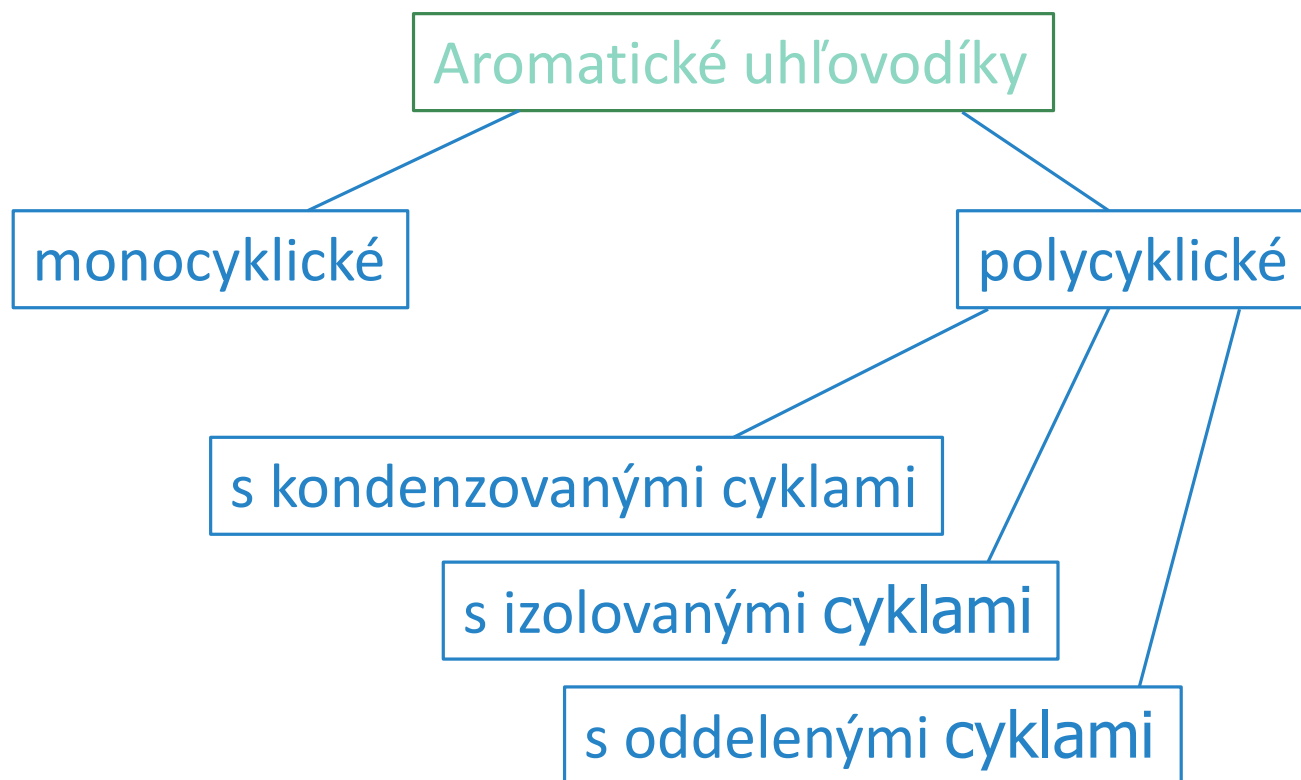 Aromatické uhľovodíky
monocyklické
polycyklické
s kondenzovanými cyklami
s izolovanými cyklami
s oddelenými cyklami